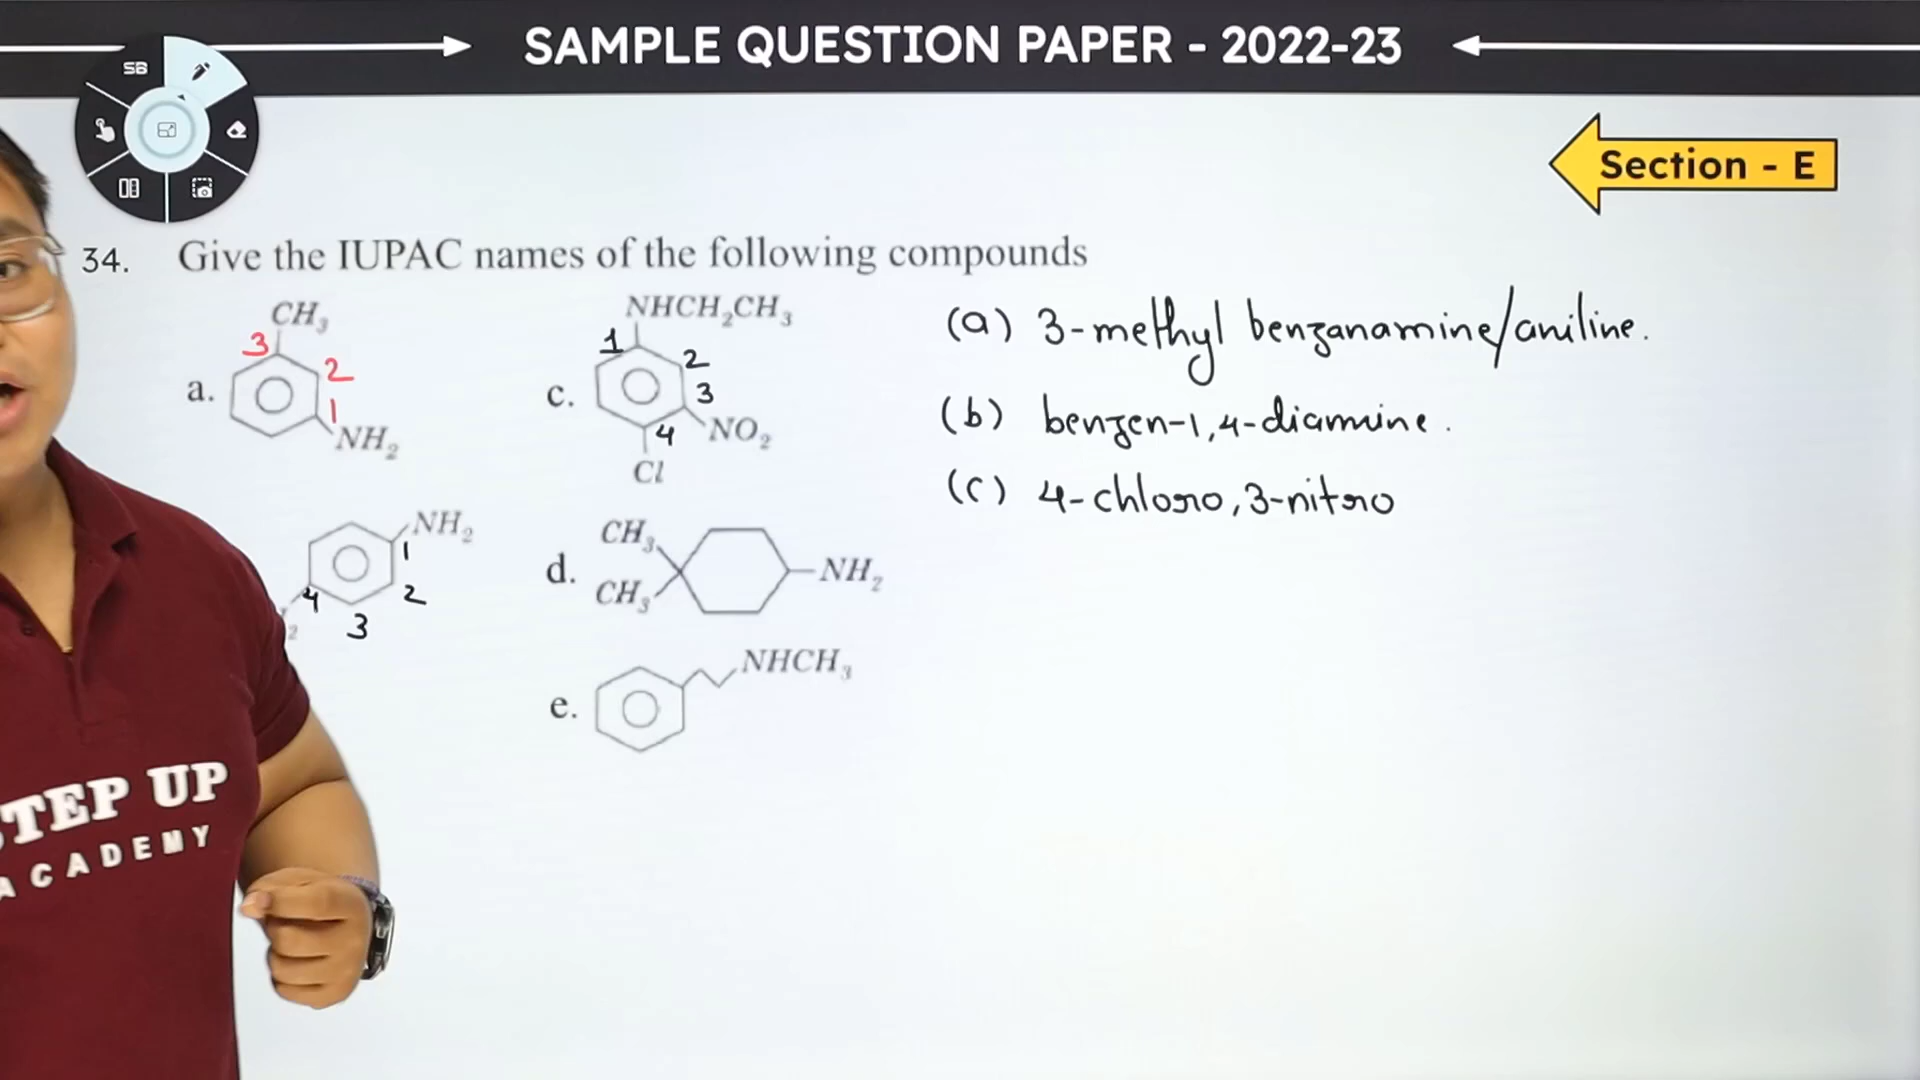 SAMPLE QUESTION PAPER - 2022-23
SB
Section - E
34. Give the IUPAC names of the following compounds
a.
CH3
3
2
1
NH2
c.
NHCH2CH3
1
2
3
NO2
4
Cl
(a) 3-methyl benzanamine/aniline.
(b) benzen-1,4-diamine.
(c) 4-chloro,3-nitro
NH2
1
2
3
4
2
d.
CH3
CH3
NH2
e.
NHCH3
STEP UP
ACADEMY